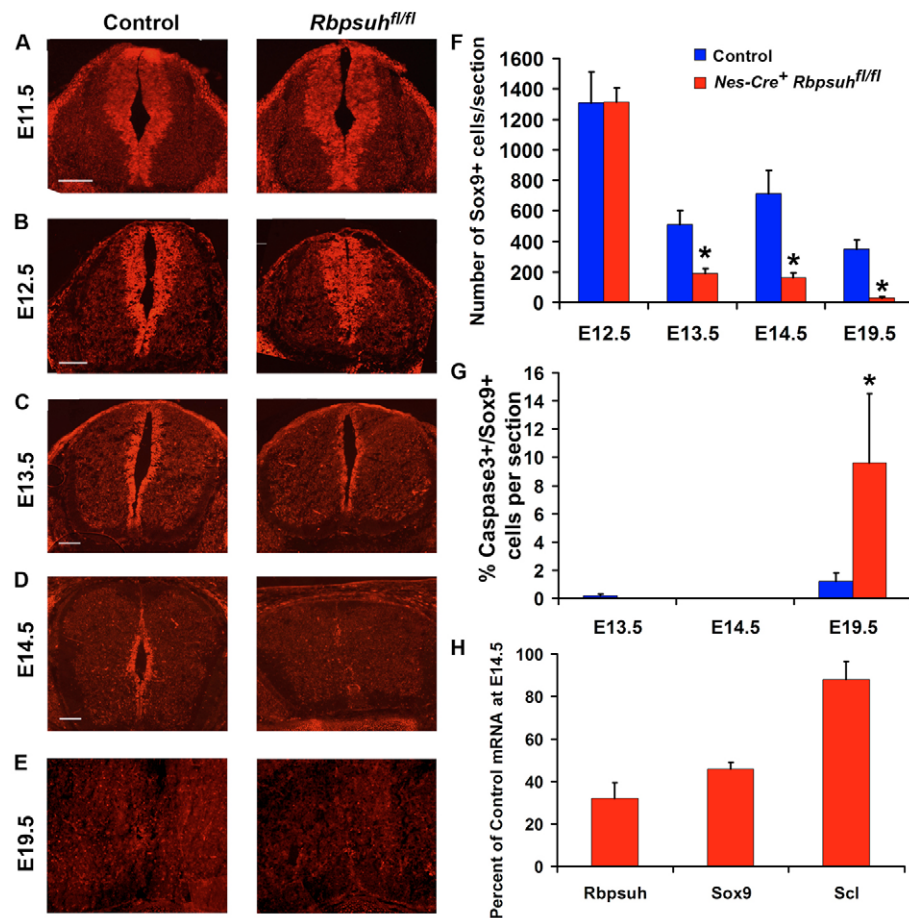 Control
Rbpsuhfl/fl
A
E11.5
B
E12.5
C
E13.5
D
E14.5
E
E19.5
F
Control
Nes-Cre+ Rbpsuhfl/fl
Number of Sox9+ cells/section
1600
1400
1200
1000
800
600
400
200
0
*
*
*
E12.5 E13.5 E14.5 E19.5
G
% Caspase3+/Sox9+
cells per section
16
14
12
10
8
6
4
2
0
*
E13.5 E14.5 E19.5
H
Percent of Control mRNA at E14.5
100
80
60
40
20
0
Rbpsuh Sox9 Scl